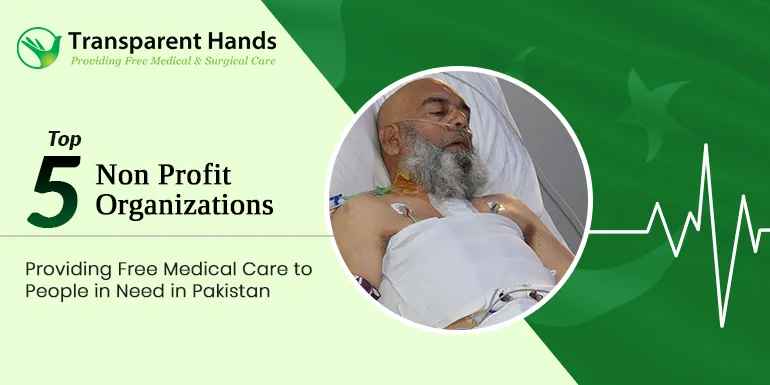 Transparent Hands
Providing Free Medical & Surgical Care
Top
5 Non Profit
Organizations
Providing Free Medical Care to
People in Need in Pakistan